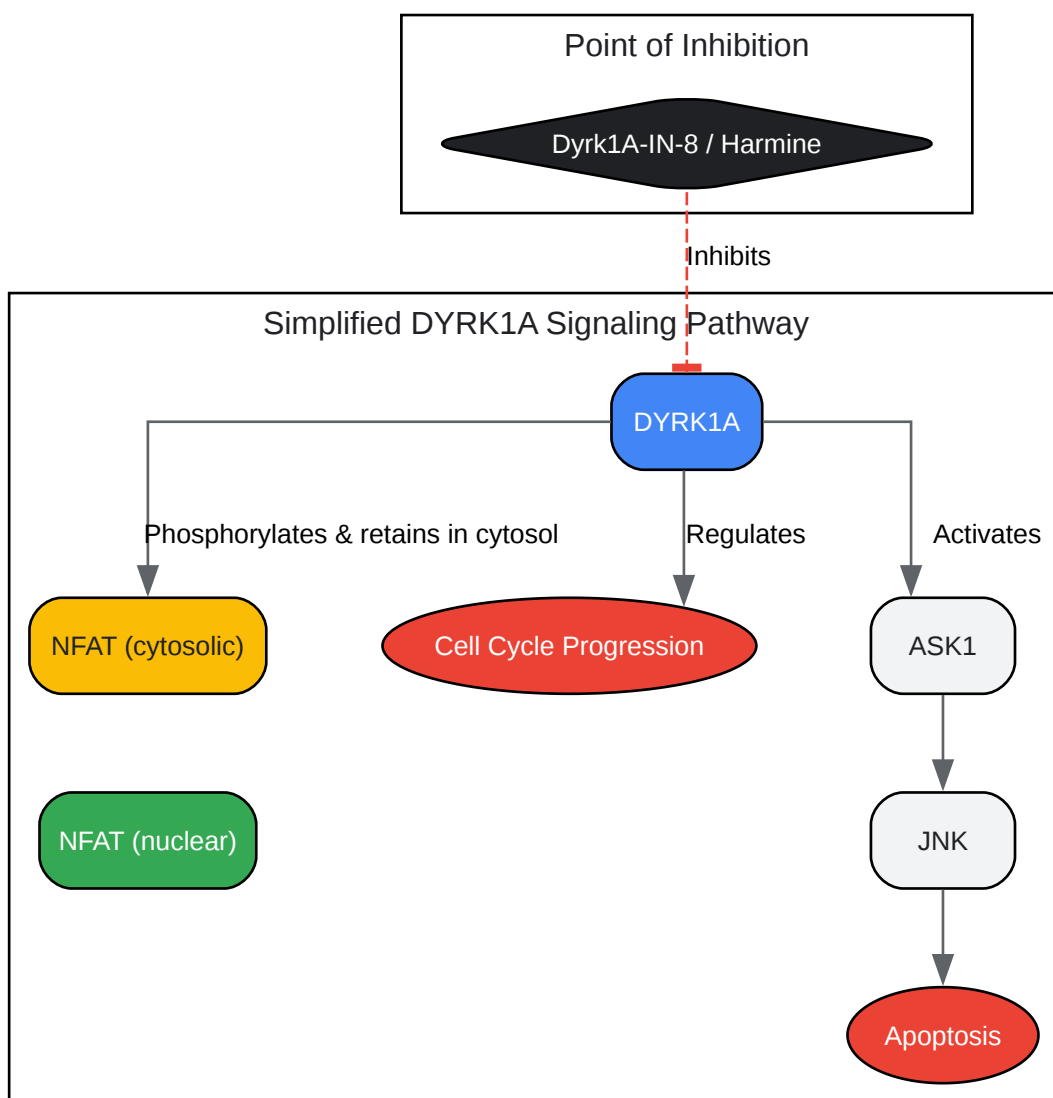 Point of Inhibition
Dyrk1A-IN-8 / Harmine
Inhibits
Simplified DYRK1A Signaling Pathway
DYRK1A
Phosphorylates & retains in cytosol
Regulates
Activates
NFAT (cytosolic)
Cell Cycle Progression
ASK1
NFAT (nuclear)
JNK
Apoptosis